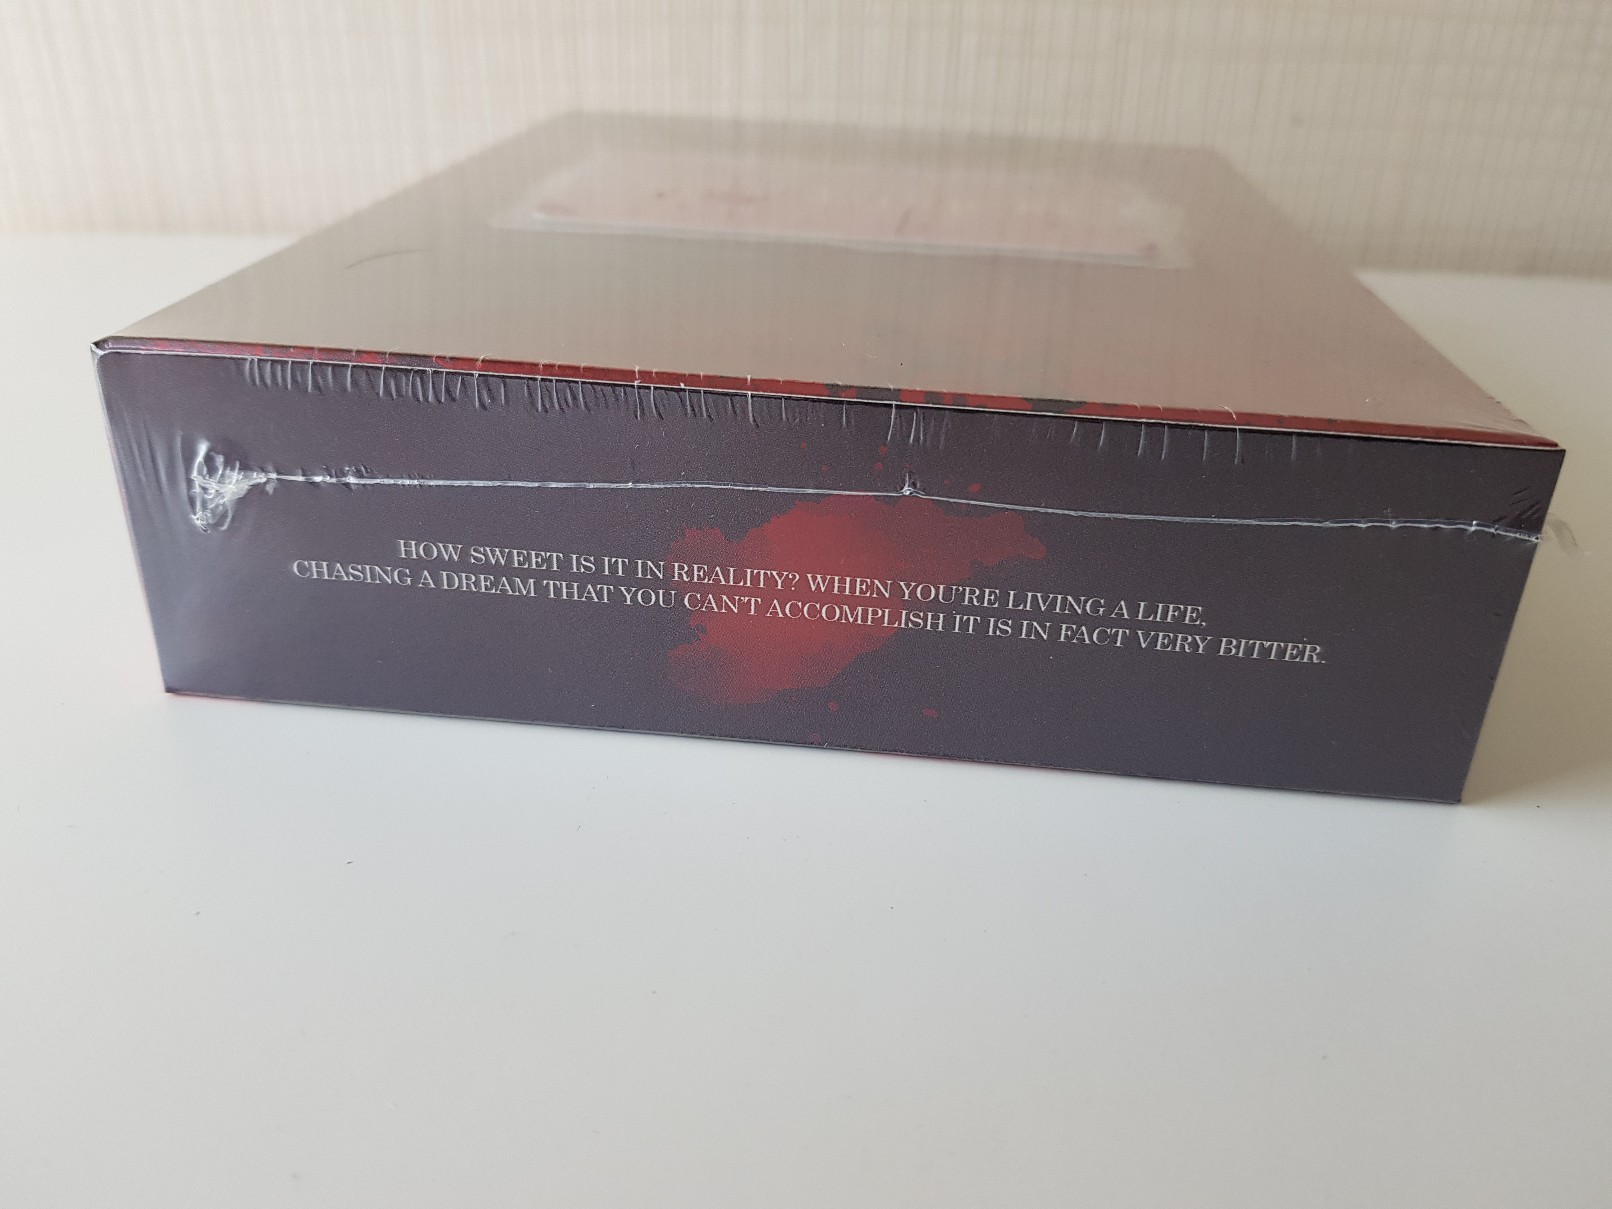 HOW SWEET IS IT IN REALITY? WHEN YOU'RE LIVING A LIFE,
CHASING A DREAM THAT YOU CAN'T ACCOMPLISH IT IS IN FACT VERY BITTER.